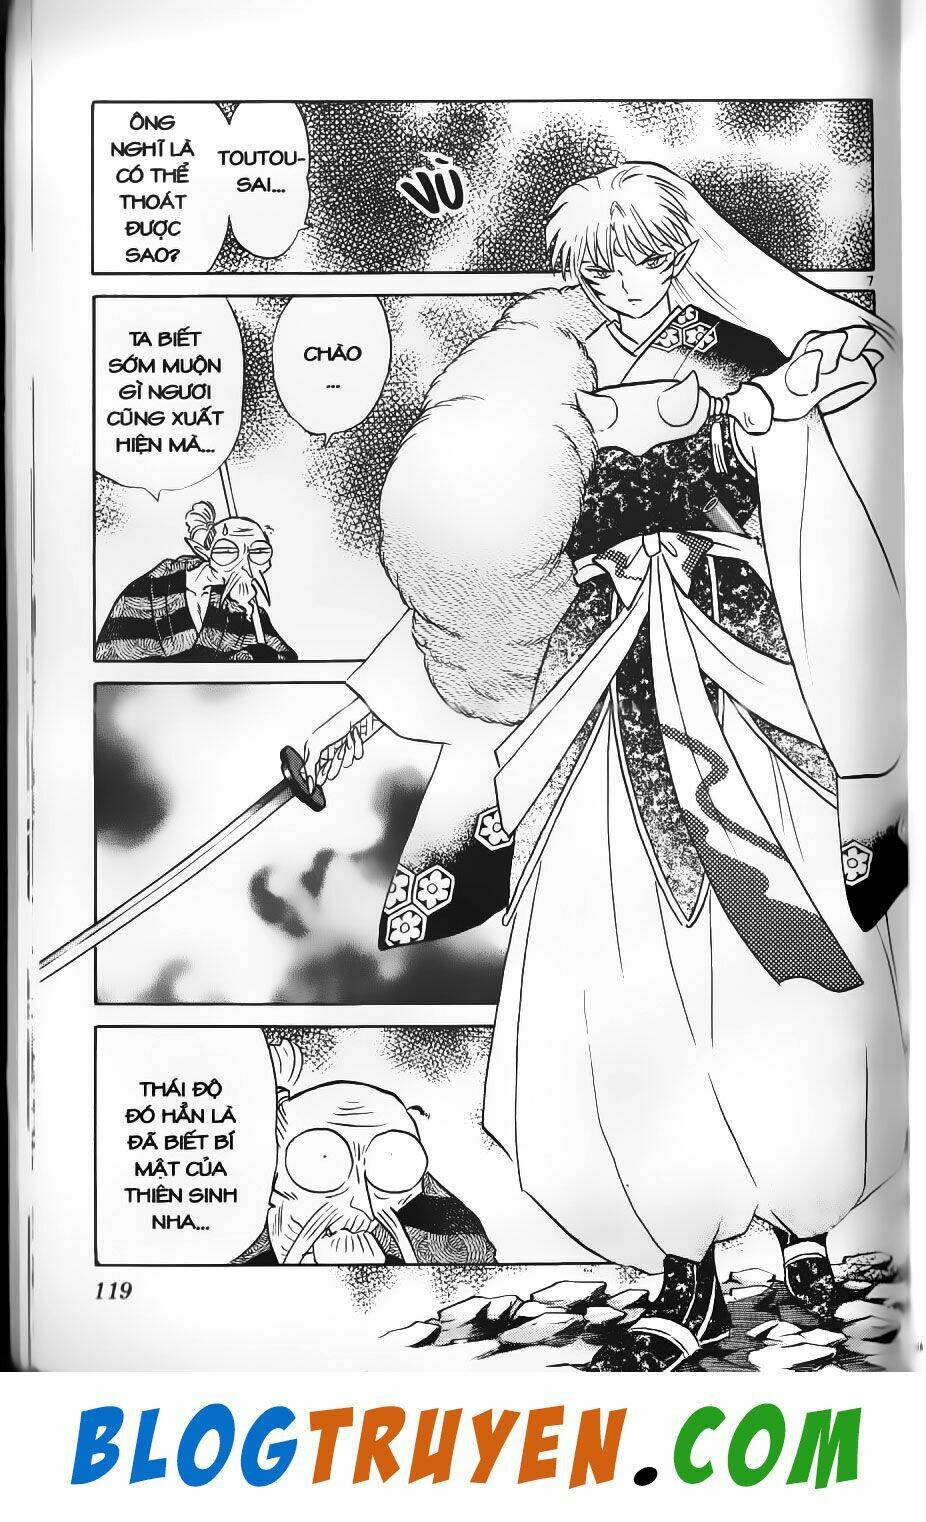 TOUTOU-
SAI...
ÔNG
NGHĨ LÀ
CÓ THỂ
THOÁT
ĐƯỢC
SAO?
VÙ
7
CHÀO
...
TA BIẾT
SỚM MUỘN
GÌ NGƯƠI
CŨNG XUẤT
HIỆN MÀ...
THÁI ĐỘ
ĐÓ HẲN LÀ
ĐÃ BIẾT BÍ
MẬT CỦA
THIÊN SINH
NHA...
119
BLOGTRUYEN.COM